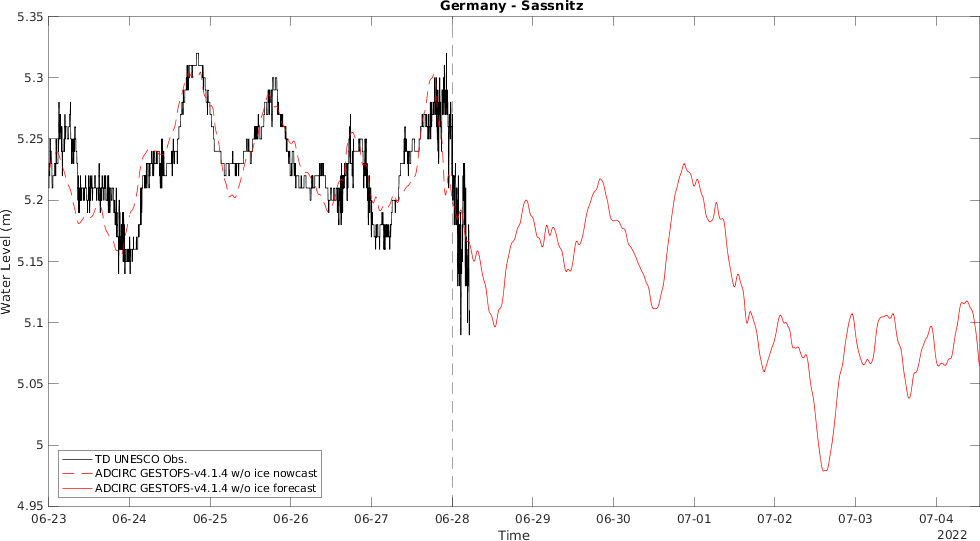 Germany - Sassnitz
5.35
5.3
5.25
5.2
5.15
5.1
5.05
5
4.95
Water Level (m)
TD UNESCO Obs.
ADCIRC GESTOFS-v4.1.4 w/o ice nowcast
ADCIRC GESTOFS-v4.1.4 w/o ice forecast
06-23 06-24 06-25 06-26 06-27 06-28 06-29 06-30 07-01 07-02 07-03 07-04
Time
2022